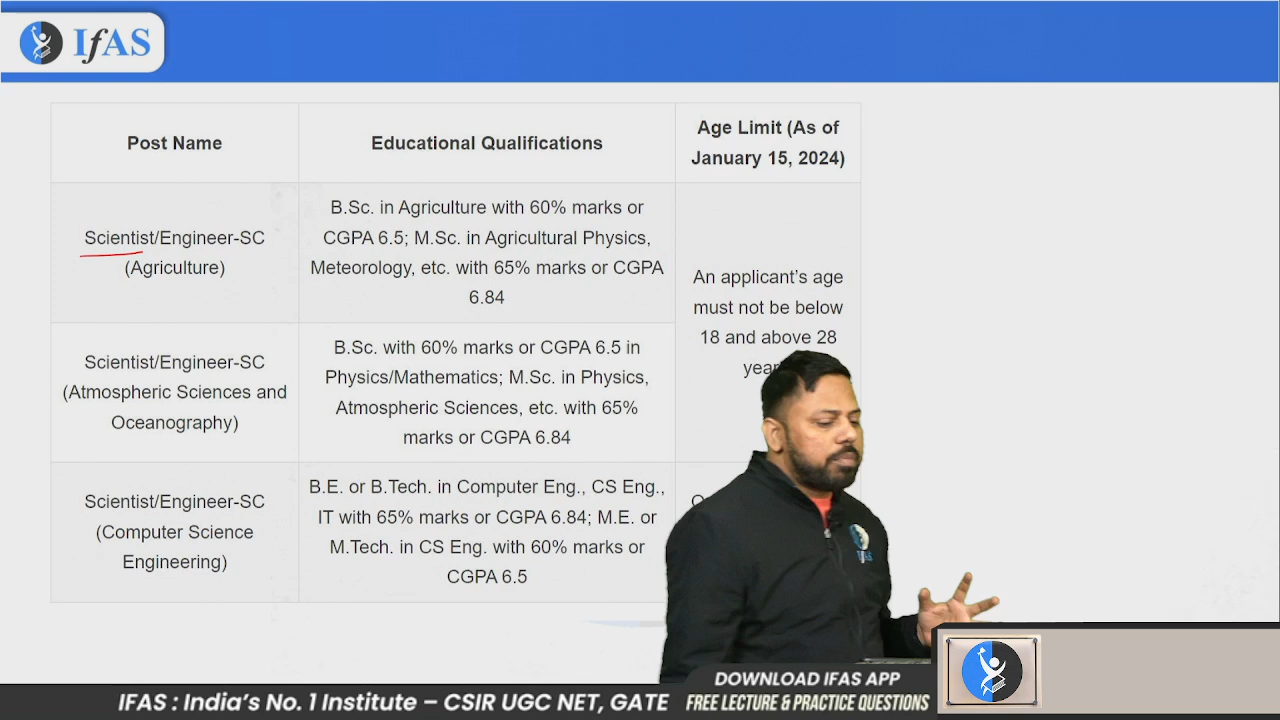 IfAS
Post Name
Educational Qualifications
Age Limit (As of
January 15, 2024)
Scientist/Engineer-SC
(Agriculture)
B.Sc. in Agriculture with 60% marks or
CGPA 6.5; M.Sc. in Agricultural Physics,
Meteorology, etc. with 65% marks or CGPA
6.84
An applicant's age
must not be below
18 and above 28
Scientist/Engineer-SC
(Atmospheric Sciences and
Oceanography)
B.Sc. with 60% marks or CGPA 6.5 in
Physics/Mathematics; M.Sc. in Physics,
Atmospheric Sciences, etc. with 65%
marks or CGPA 6.84
Scientist/Engineer-SC
(Computer Science
Engineering)
B.E. or B.Tech. in Computer Eng., CS Eng.,
IT with 65% marks or CGPA 6.84; M.E. or
M.Tech. in CS Eng. with 60% marks or
CGPA 6.5
IfAS
IFAS : India's No. 1 Institute – CSIR UGC NET, GATE
DOWNLOAD IFAS APP
FREE LECTURE & PRACTICE QUESTIONS